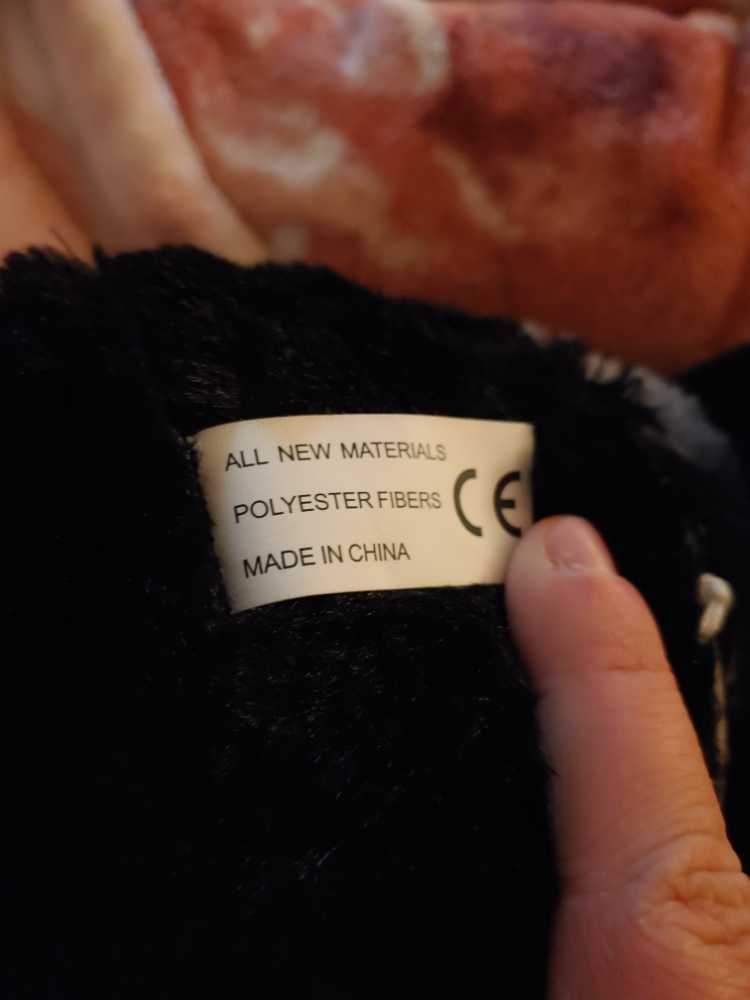 ALL NEW MATERIALS
POLYESTER FIBERS
MADE IN CHINA
CE